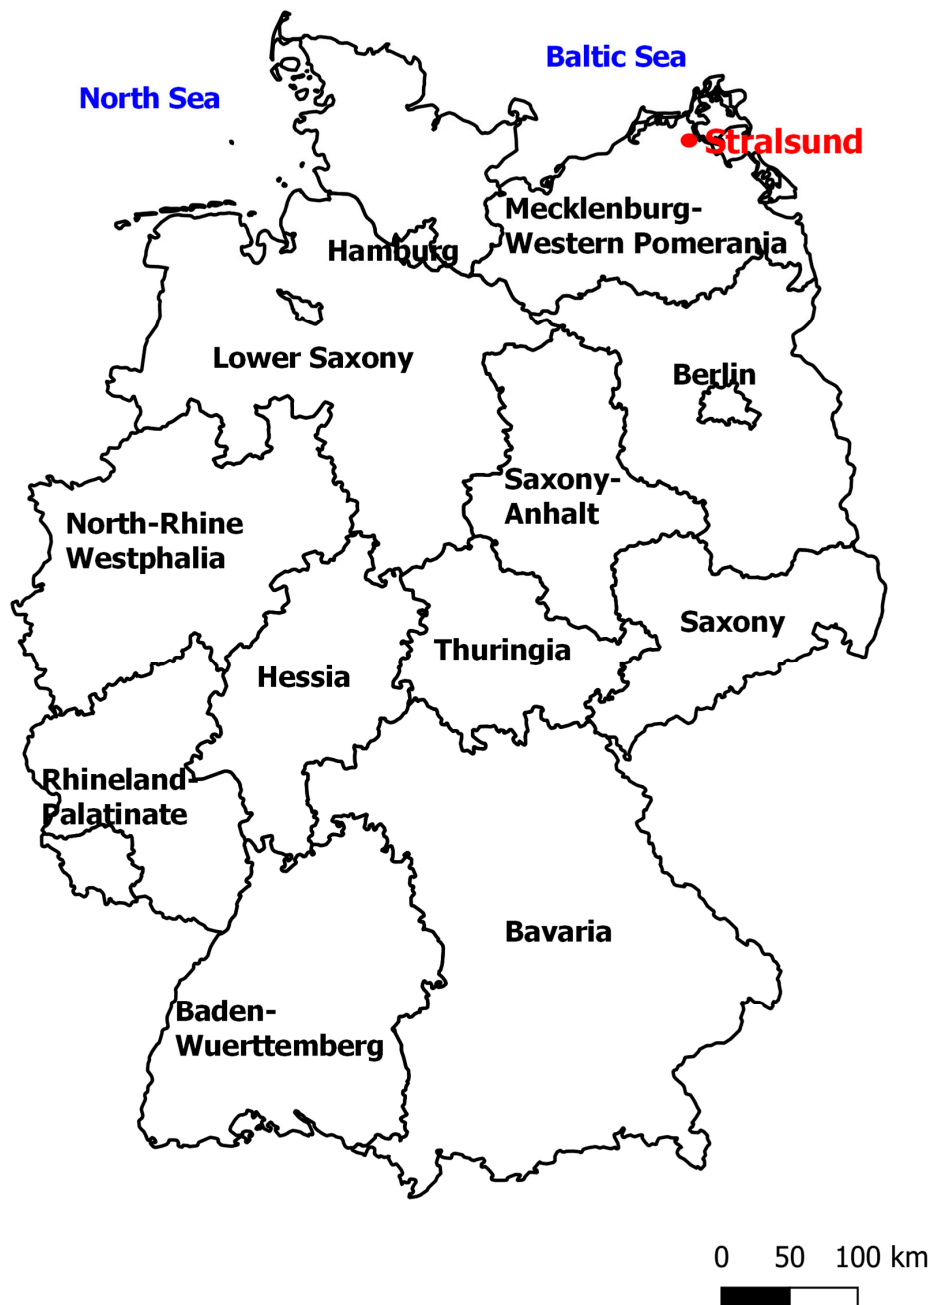 Baltic Sea
North Sea
Stralsund
Mecklenburg-
Western Pomerania
Hamburg
Lower Saxony
Berlin
Saxony-
Anhalt
North-Rhine
Westphalia
Saxony
Thuringia
Hessia
Rhineland-
Palatinate
Bavaria
Baden-
Wuerttemberg
0 50 100 km